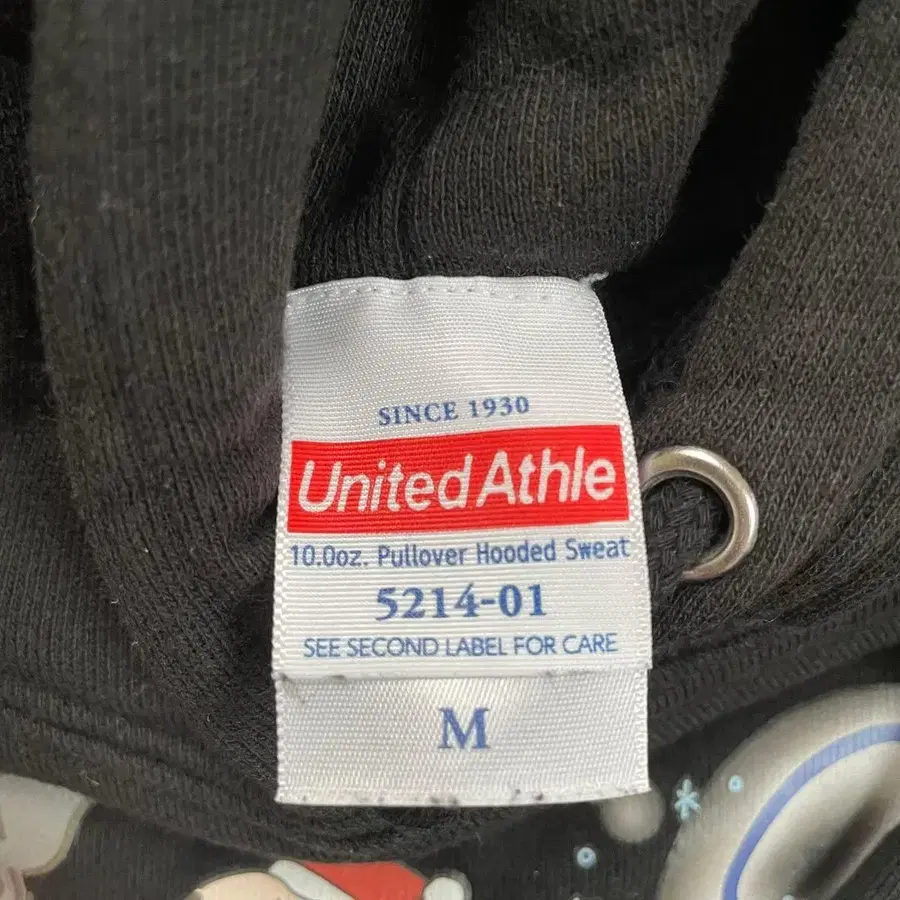 SINCE 1930
United Athle
10.0oz. Pullover Hooded Sweat
5214-01
SEE SECOND LABEL FOR CARE
M